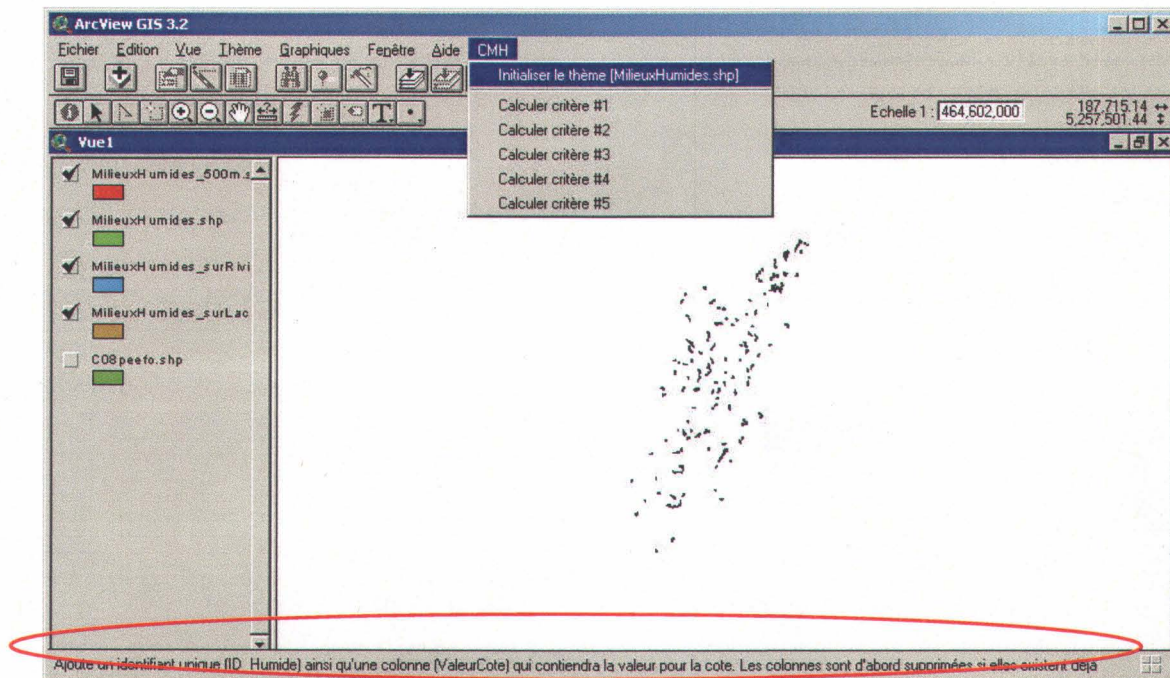 ArcView GIS 3.2
Fichier Edition Vue Thème Graphiques Fenêtre Aide CMH
Initialiser le thème [MilieuxHumides.shp]
Calculer critère #1
Calculer critère #2
Calculer critère #3
Calculer critère #4
Calculer critère #5
Echelle 1 : 464,602,000
187,715.14
5,257,501.44
Vue1
MilieuxHumides_500m.s
MilieuxHumides.shp
MilieuxHumides_surRivi
MilieuxHumides_surLac
C08peefo.shp
Ajoute un identifiant unique (ID_Humide) ainsi qu'une colonne (ValeurCote) qui contiendra la valeur pour la cote. Les colonnes sont d'abord supprimées si elles existent déjà